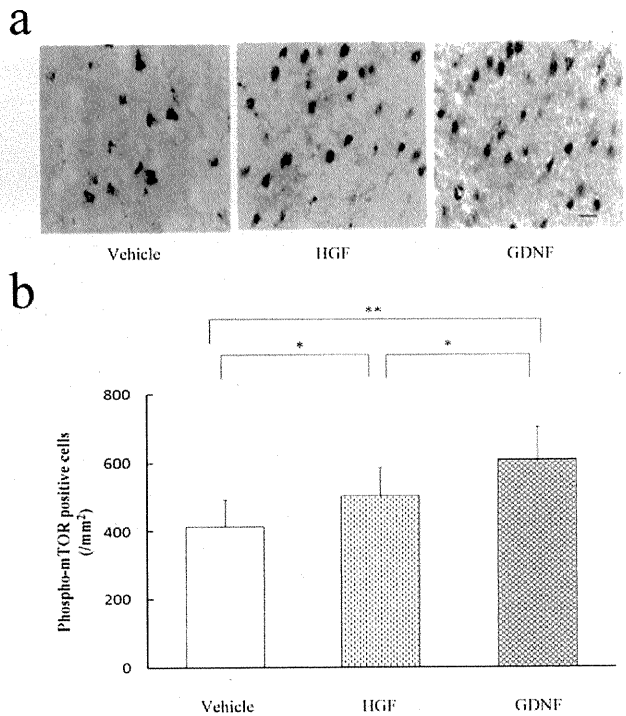 a
Vehicle HGF GDNF
b
**
* *
800
600
400
200
0
Phospho-mTOR positive cells
(/mm²)
Vehicle HGF GDNF